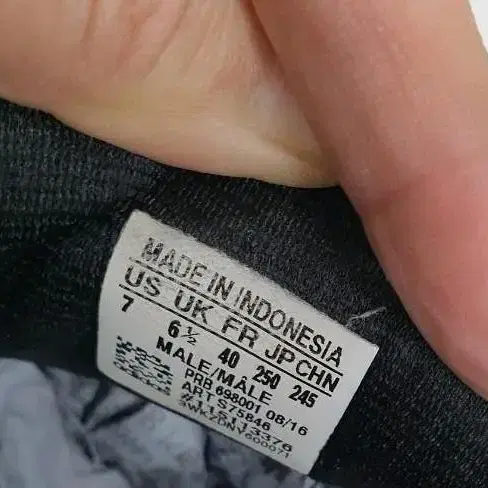 MADE IN INDONESIA
US UK FR JP CHN
7 6½ 40 250 245
MALE/MÂLE
PRB 698001 08/16
ART S75846
#115113376